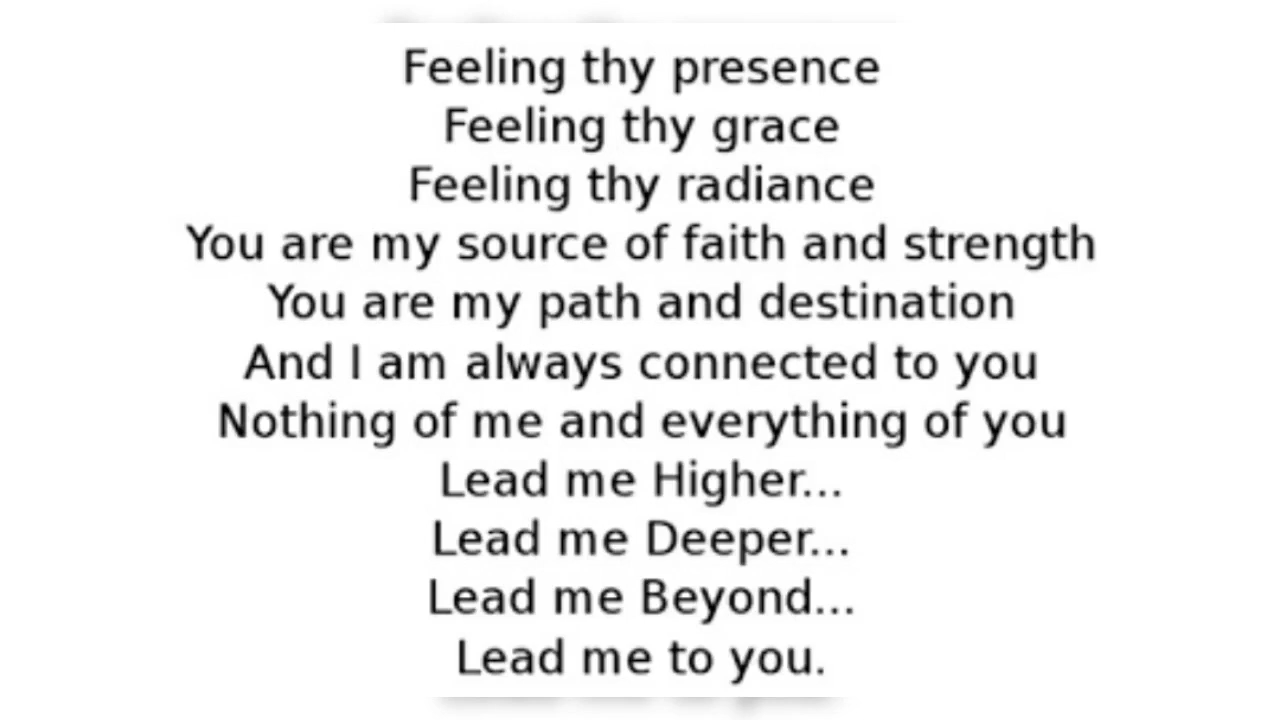 Feeling thy presence
Feeling thy grace
Feeling thy radiance
You are my source of faith and strength
You are my path and destination
And I am always connected to you
Nothing of me and everything of you
Lead me Higher...
Lead me Deeper...
Lead me Beyond...
Lead me to you.